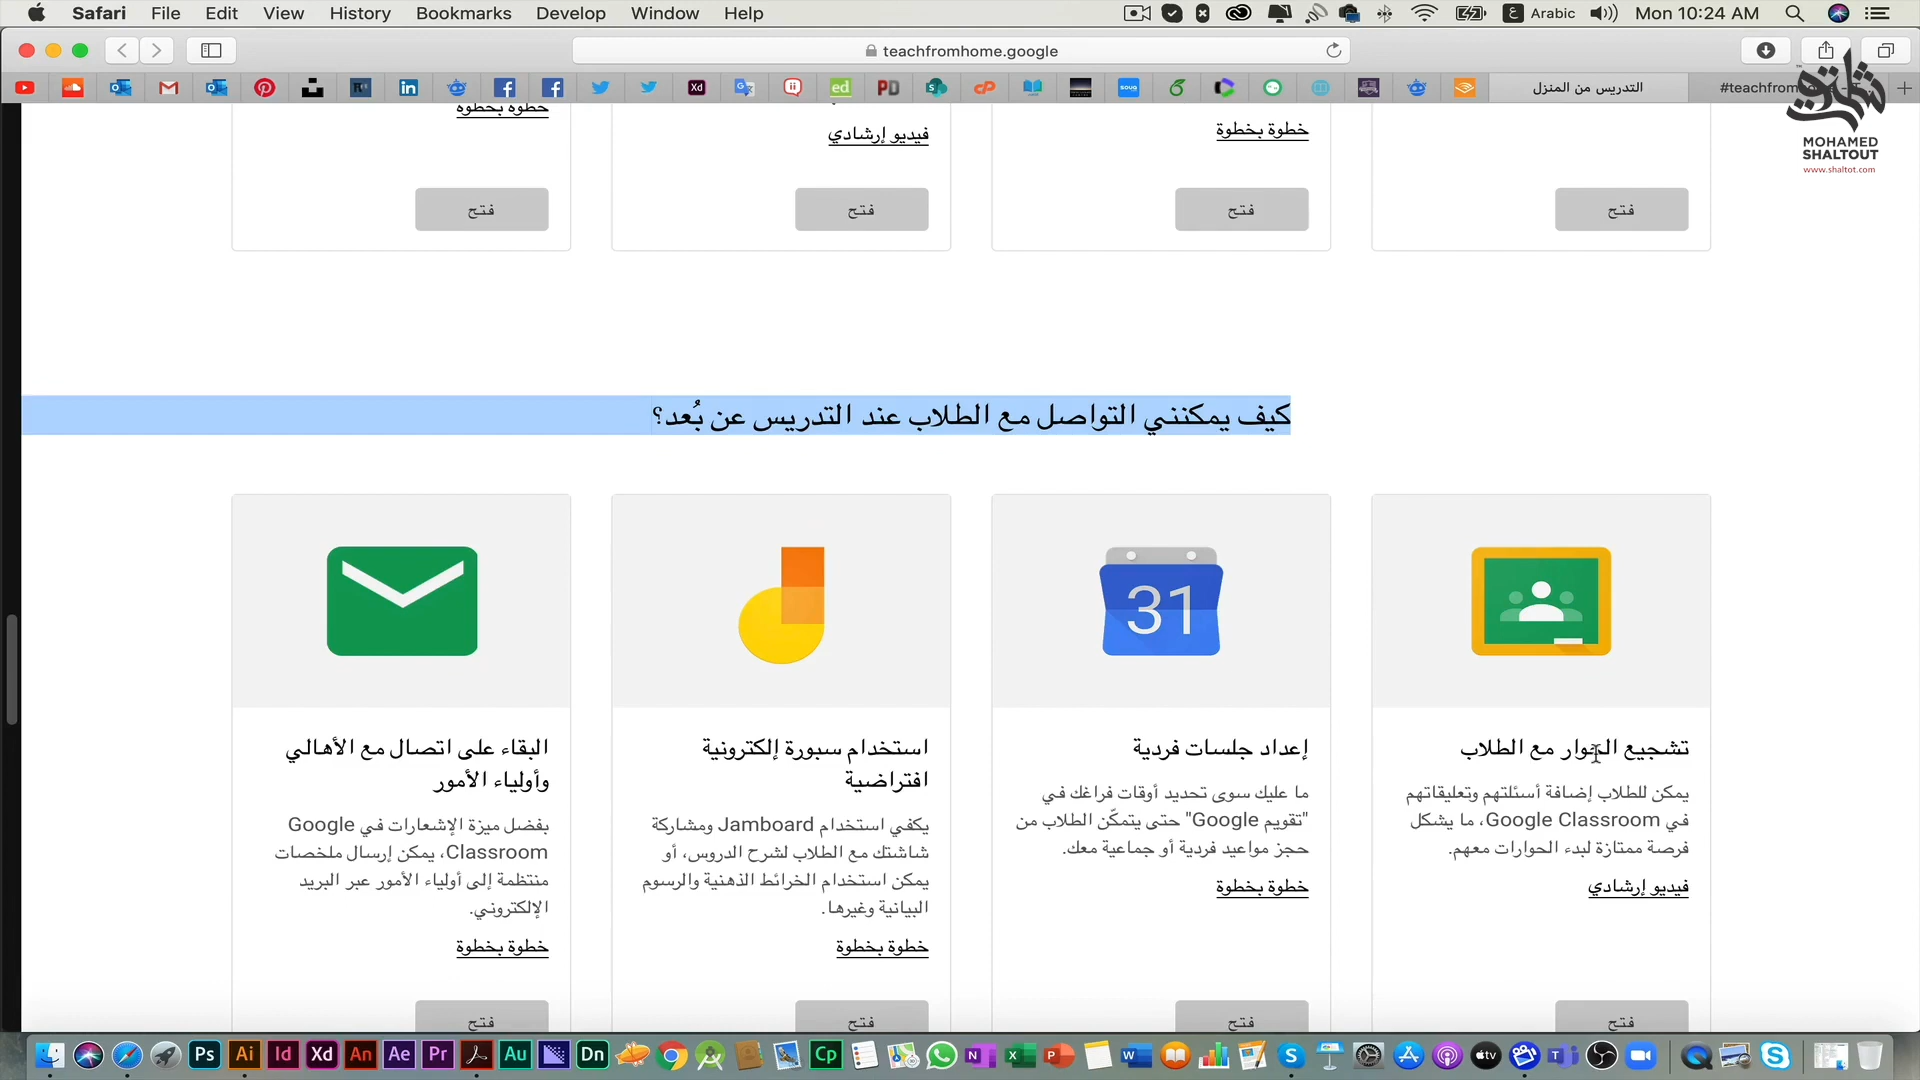 Safari File Edit View History Bookmarks Develop Window Help
Arabic
Mon 10:24 AM
teachfromhome.google
التدريس من المنزل
MOHAMED
SHALTOUT
www.shaltot.com
خطوة بخطوة
خطوة بخطوة
فيديو إرشادي
فتح
فتح
فتح
فتح
كيف يمكنني التواصل مع الطلاب عند التدريس عن بُعد؟
31
تشجيع الحوار مع الطلاب
يمكن للطلاب إضافة أسئلتهم وتعليقاتهم
في Google Classroom، ما يشكل
فرصة ممتازة لبدء الحوارات معهم.
فيديو إرشادي
فتح
إعداد جلسات فردية
ما عليك سوى تحديد أوقات فراغك في
"تقويم Google" حتى يتمكّن الطلاب من
حجز مواعيد فردية أو جماعية معك.
خطوة بخطوة
فتح
استخدام سبورة إلكترونية
افتراضية
يكفي استخدام Jamboard ومشاركة
شاشتك مع الطلاب لشرح الدروس، أو
يمكن استخدام الخرائط الذهنية والرسوم
البيانية وغيرها.
خطوة بخطوة
فتح
البقاء على اتصال مع الأهالي
وأولياء الأمور
بفضل ميزة الإشعارات في Google
Classroom، يمكن إرسال ملخصات
منتظمة إلى أولياء الأمور عبر البريد
الإلكتروني.
خطوة بخطوة
فتح